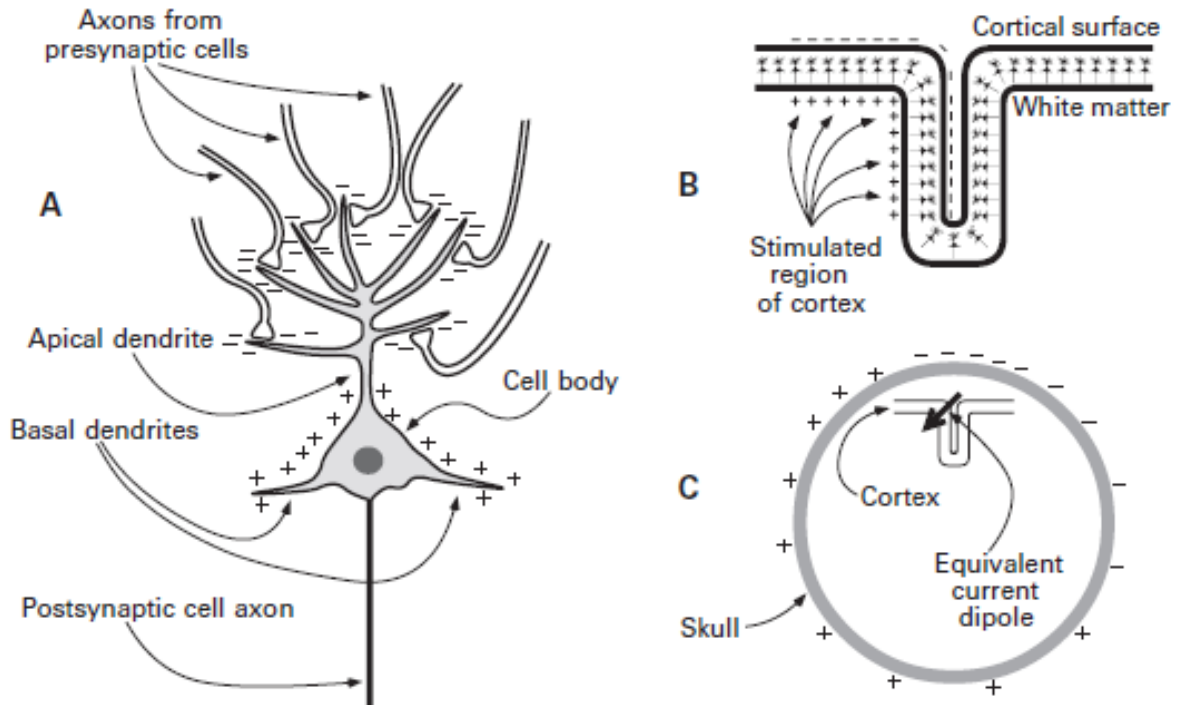 Axons from
presynaptic cells
A
Apical dendrite
Cell body
Basal dendrites
Postsynaptic cell axon
Cortical surface
White matter
B
Stimulated
region
of cortex
C
Cortex
Equivalent
current
dipole
Skull